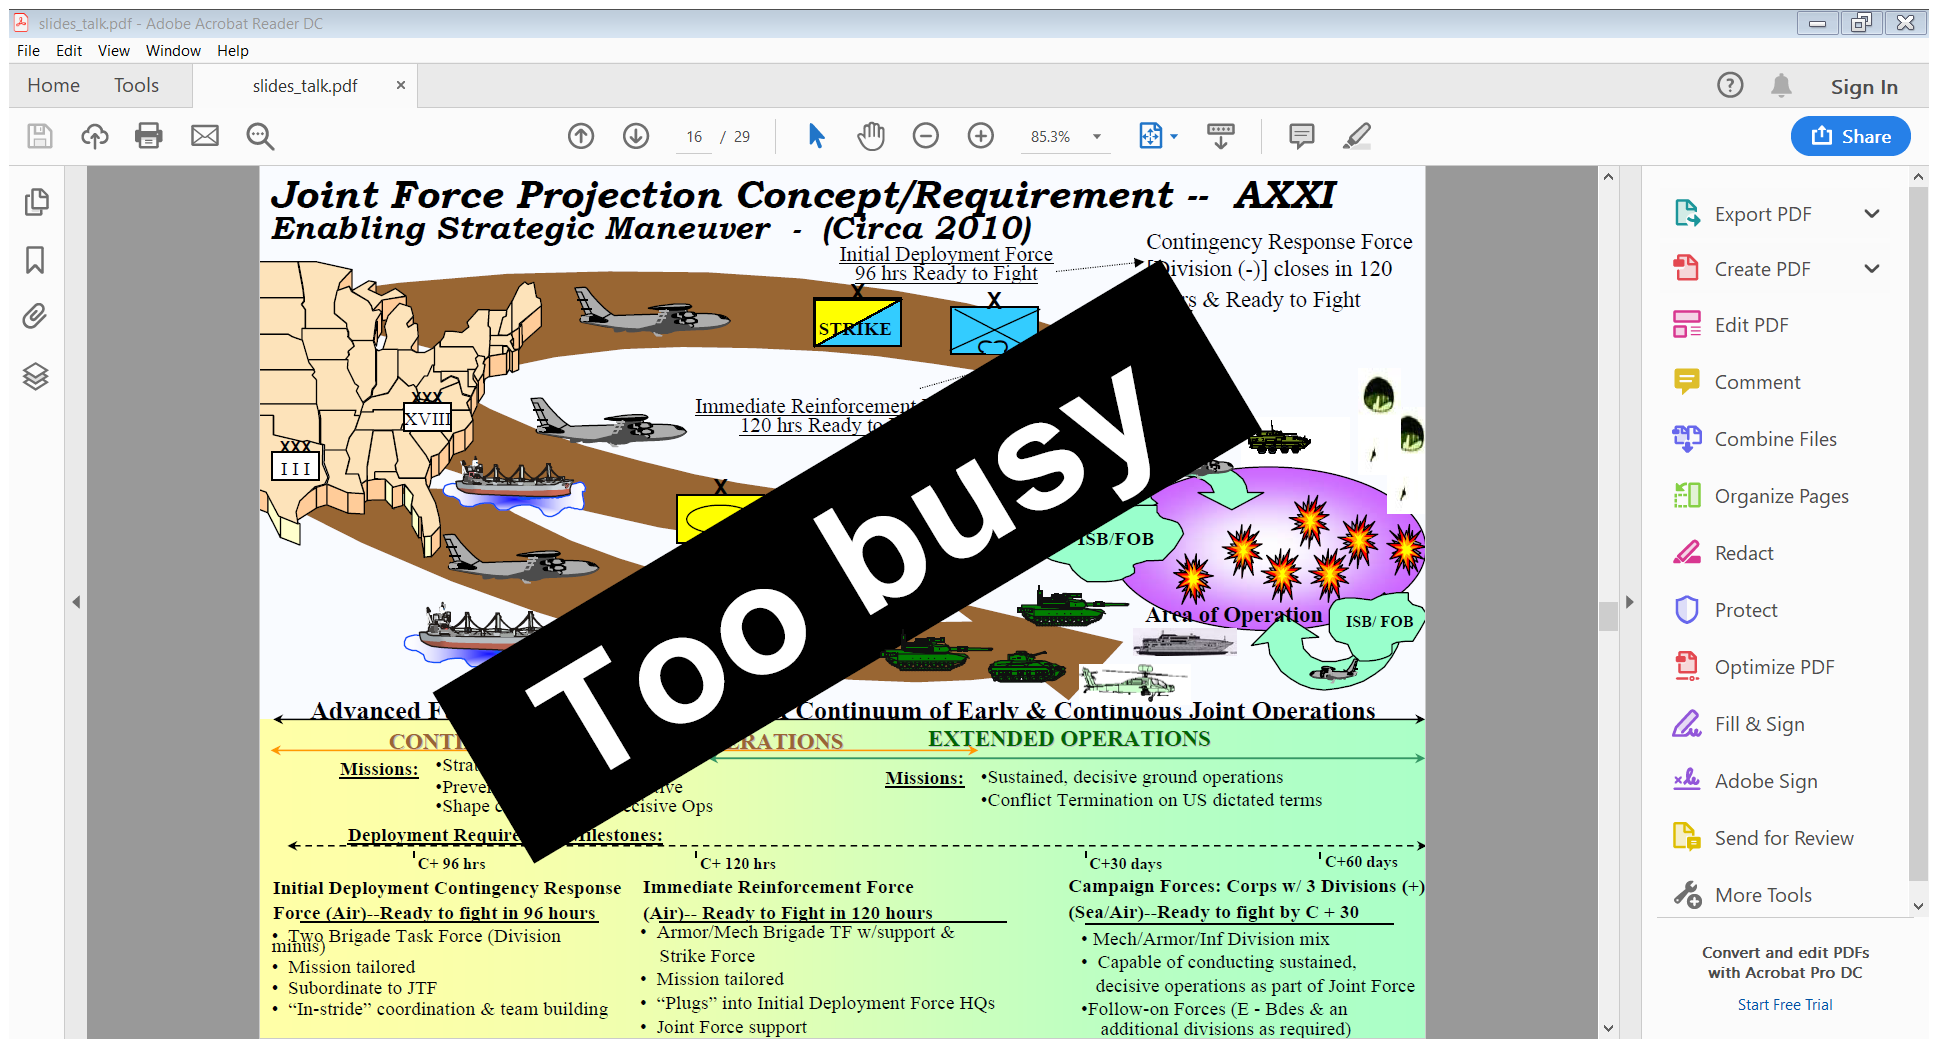 slides_talk.pdf - Adobe Acrobat Reader DC
File Edit View Window Help
Home Tools slides_talk.pdf × Sign In
16 / 29 85.3% Share
Joint Force Projection Concept/Requirement -- AXXI
Enabling Strategic Maneuver - (Circa 2010)
Initial Deployment Force
96 hrs Ready to Fight
Contingency Response Force
Division (-)] closes in 120
& Ready to Fight
X
X
STRIKE
XXX
XVIII
XXX
III
Immediate Reinforcement
120 hrs Ready to
X
Too busy
ISB/FOB
Area of Operation
ISB/ FOB
Advanced Continuum of Early & Continuous Joint Operations
EXTENDED OPERATIONS
Missions:
•Shape
Ops
Missions:
•Sustained, decisive ground operations
•Conflict Termination on US dictated terms
Deployment
C+ 96 hrs
C+ 120 hrs
C+30 days
C+60 days
Initial Deployment Contingency Response
Force (Air)--Ready to fight in 96 hours
• Two Brigade Task Force (Division
minus)
• Mission tailored
• Subordinate to JTF
• “In-stride” coordination & team building
Immediate Reinforcement Force
(Air)-- Ready to Fight in 120 hours
• Armor/Mech Brigade TF w/support &
Strike Force
• Mission tailored
• “Plugs” into Initial Deployment Force HQs
• Joint Force support
Campaign Forces: Corps w/ 3 Divisions (+)
(Sea/Air)--Ready to fight by C + 30
• Mech/Armor/Inf Division mix
• Capable of conducting sustained,
decisive operations as part of Joint Force
•Follow-on Forces (E - Bdes & an
additional divisions as required)
Export PDF
Create PDF
Edit PDF
Comment
Combine Files
Organize Pages
Redact
Protect
Optimize PDF
Fill & Sign
Adobe Sign
Send for Review
More Tools
Convert and edit PDFs
with Acrobat Pro DC
Start Free Trial